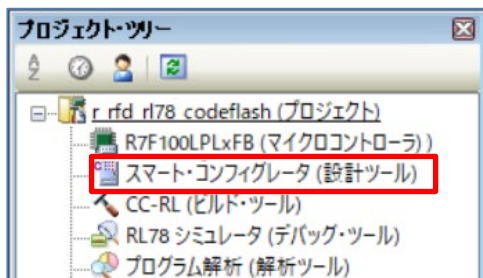 プロジェクト・ツリー
r_rfd_rl78_codeflash (プロジェクト)
R7F100LPLxFB (マイクロコントローラ))
スマート・コンフィグレータ (設計ツール)
CC-RL (ビルド・ツール)
RL78 シミュレータ (デバッグ・ツール)
プログラム解析 (解析ツール)